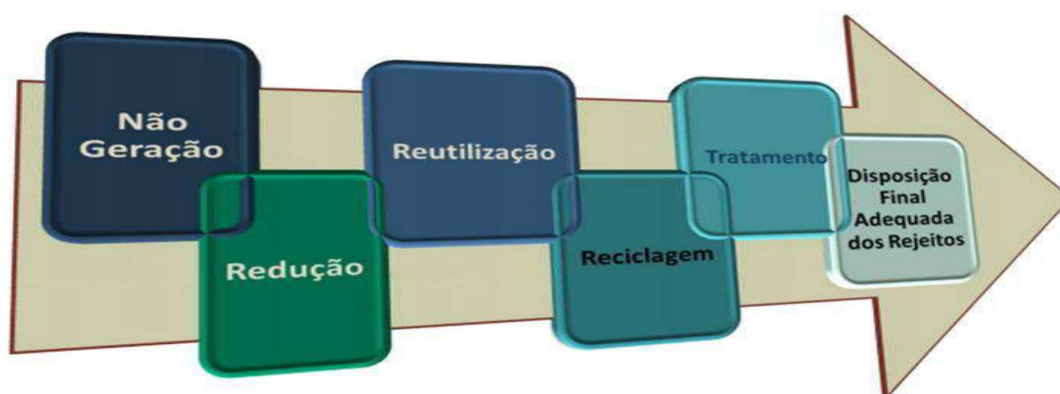 Não
Geração
Redução
Reutilização
Reciclagem
Tratamento
Disposição
Final
Adequada
dos Rejeitos